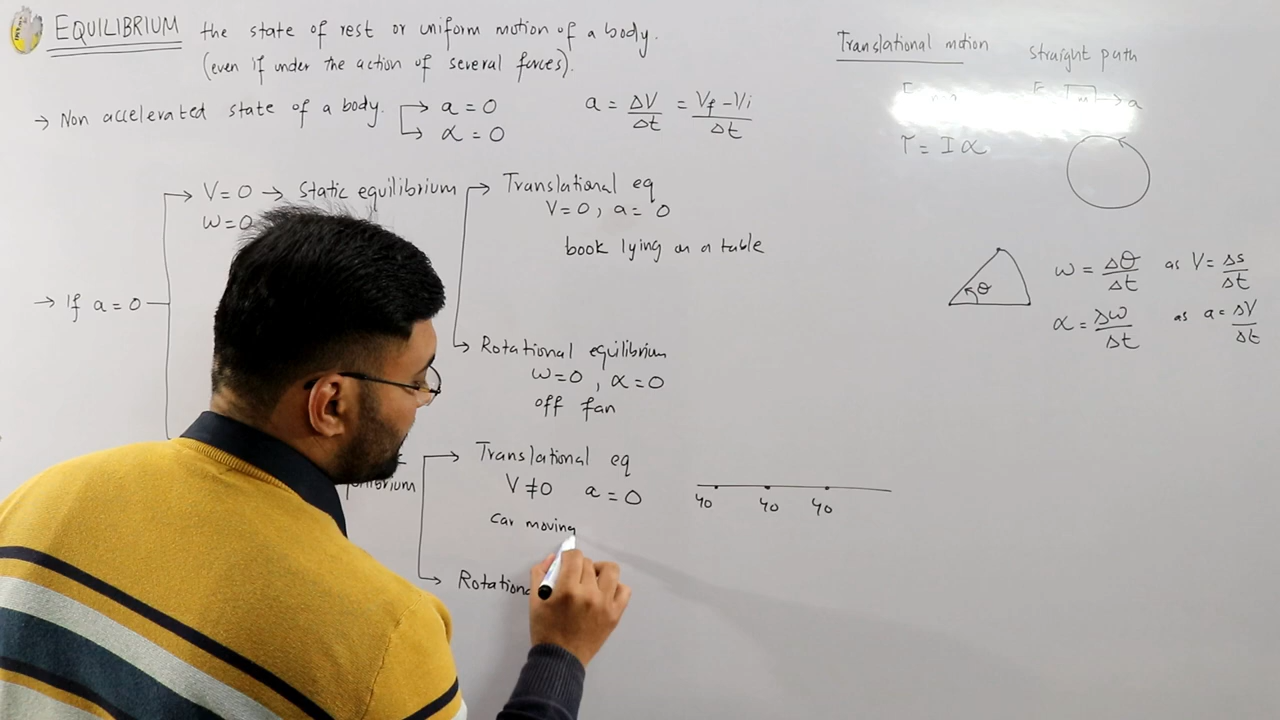 EQUILIBRIUM the state of rest or uniform motion of a body.
(even if under the action of several forces).
→ Non accelerated state of a body. → a = 0
→ α = 0
a = ΔV/Δt = Vf - Vi/Δt
→ If a = 0
→ V = 0 → Static equilibrium
ω = 0
→ Translational eq
V = 0 , a = 0
book lying on a table
→ Rotational equilibrium
ω = 0 , α = 0
off fan
→ Translational eq
V ≠ 0 a = 0
Car moving
→ Rotationa
40 40 40
Translational motion straight path
→ a
τ = I α
θ
ω = Δθ/Δt as V = Δs/Δt
α = Δω/Δt as a = ΔV/Δt